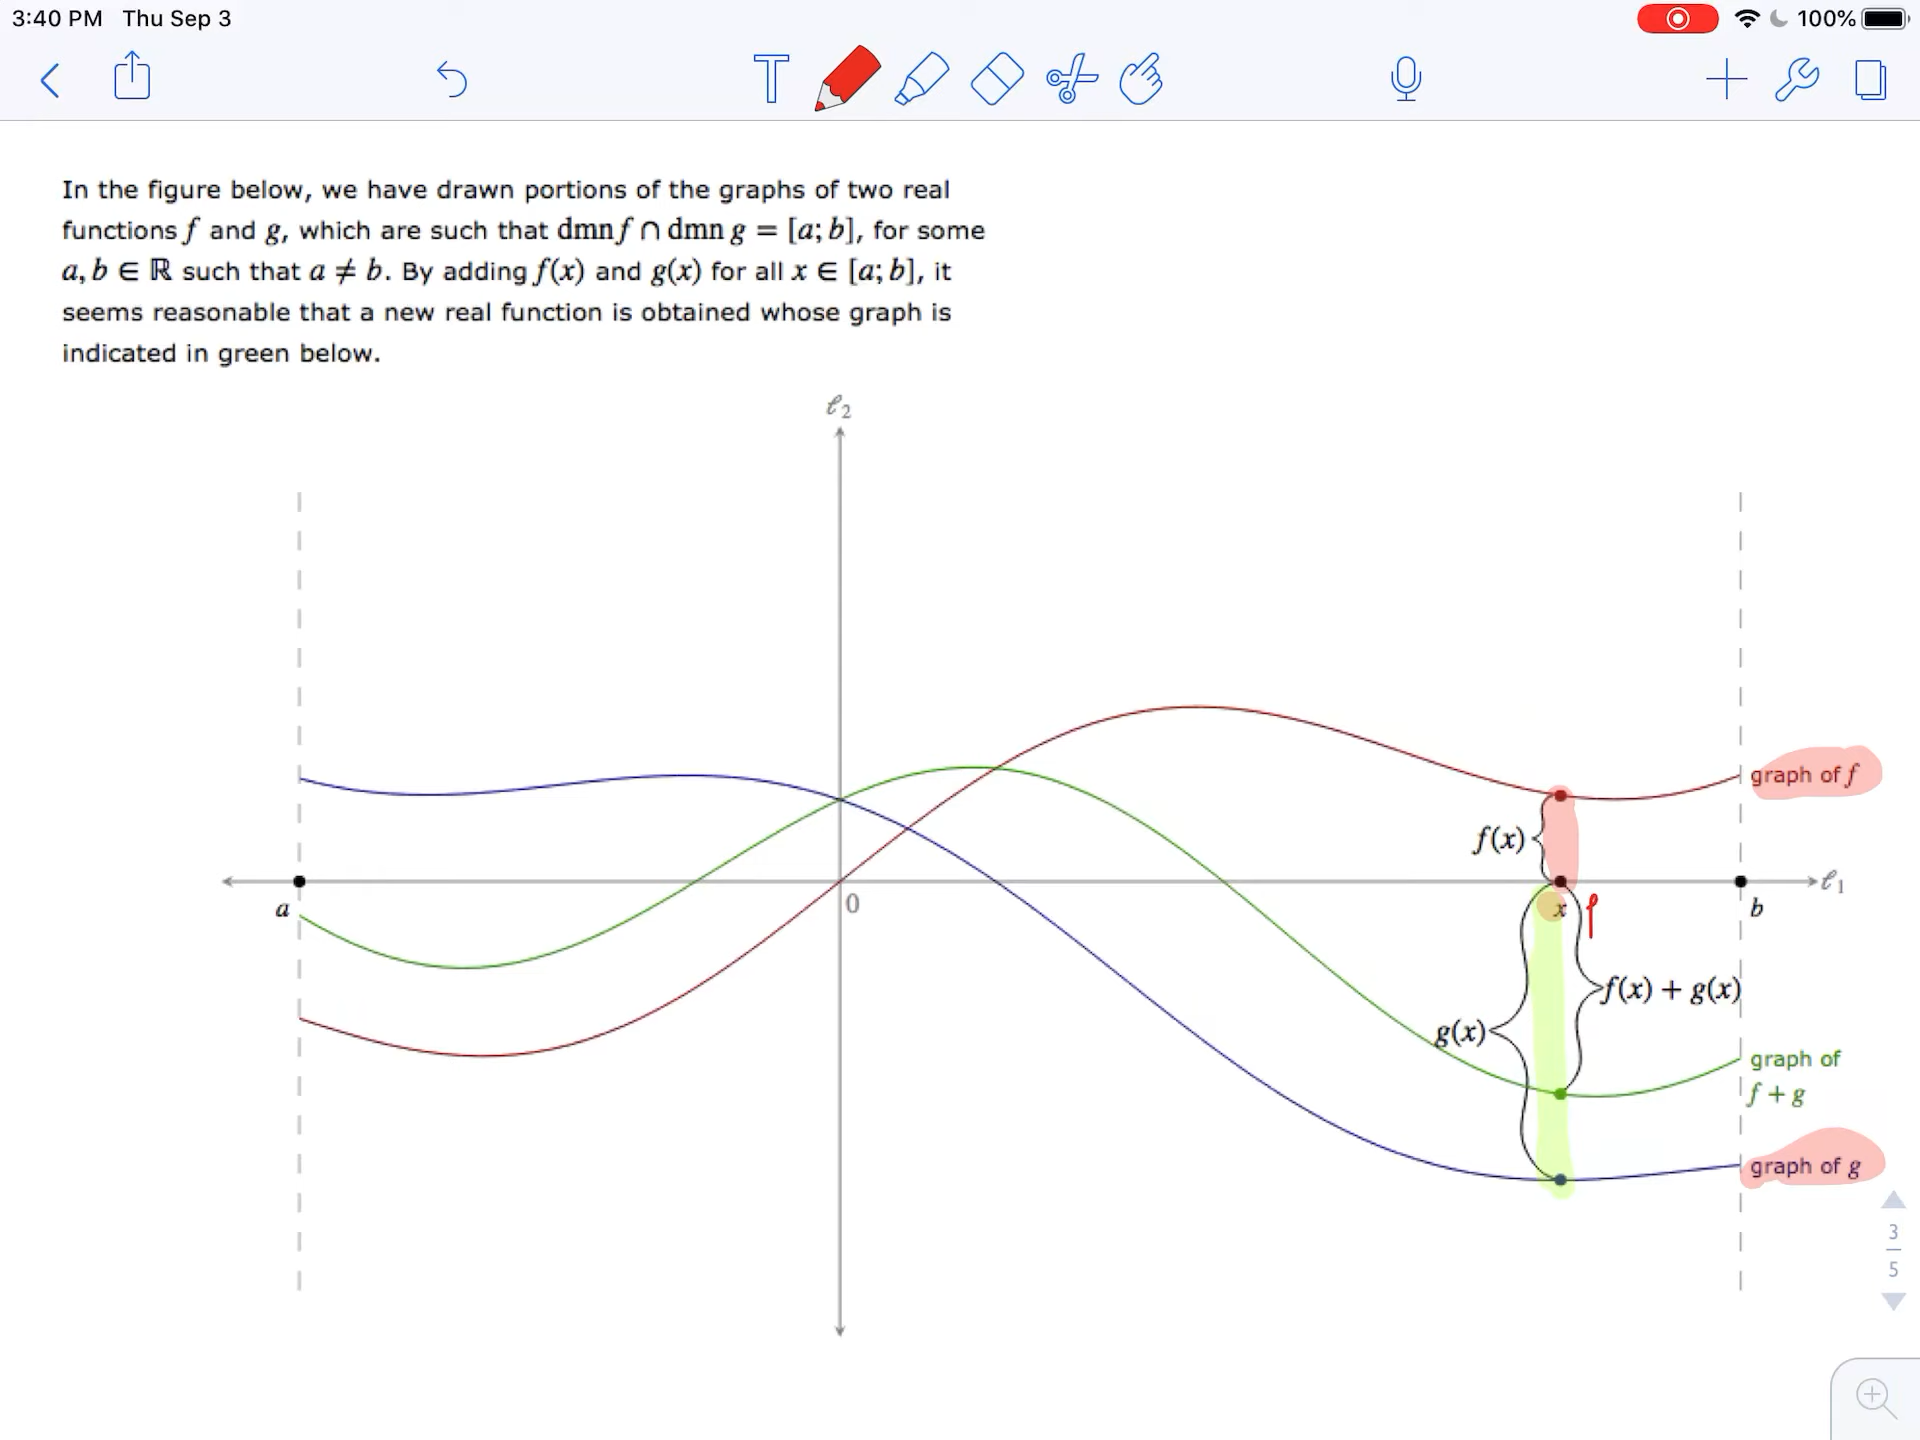 3:40 PM Thu Sep 3
100%
In the figure below, we have drawn portions of the graphs of two real
functions f and g, which are such that dmn f ∩ dmn g = [a; b], for some
a, b ∈ ℝ such that a ≠ b. By adding f(x) and g(x) for all x ∈ [a; b], it
seems reasonable that a new real function is obtained whose graph is
indicated in green below.
ℓ2
graph of f
f(x)
ℓ1
a
0
x
b
f(x) + g(x)
g(x)
graph of
f + g
graph of g
3
5